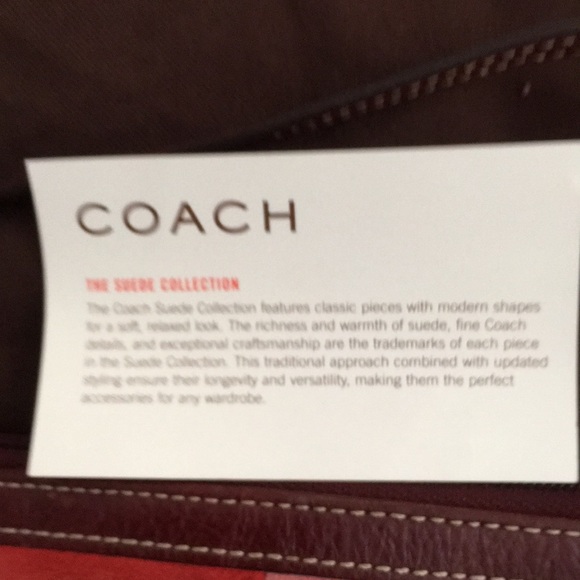 COACH
THE SUEDE COLLECTION
The Coach Suede Collection features classic pieces with modern shapes
for a soft, relaxed look. The richness and warmth of suede, fine Coach
details, and exceptional craftsmanship are the trademarks of each piece
in the Suede Collection. This traditional approach combined with updated
styling ensure their longevity and versatility, making them the perfect
accessories for any wardrobe.